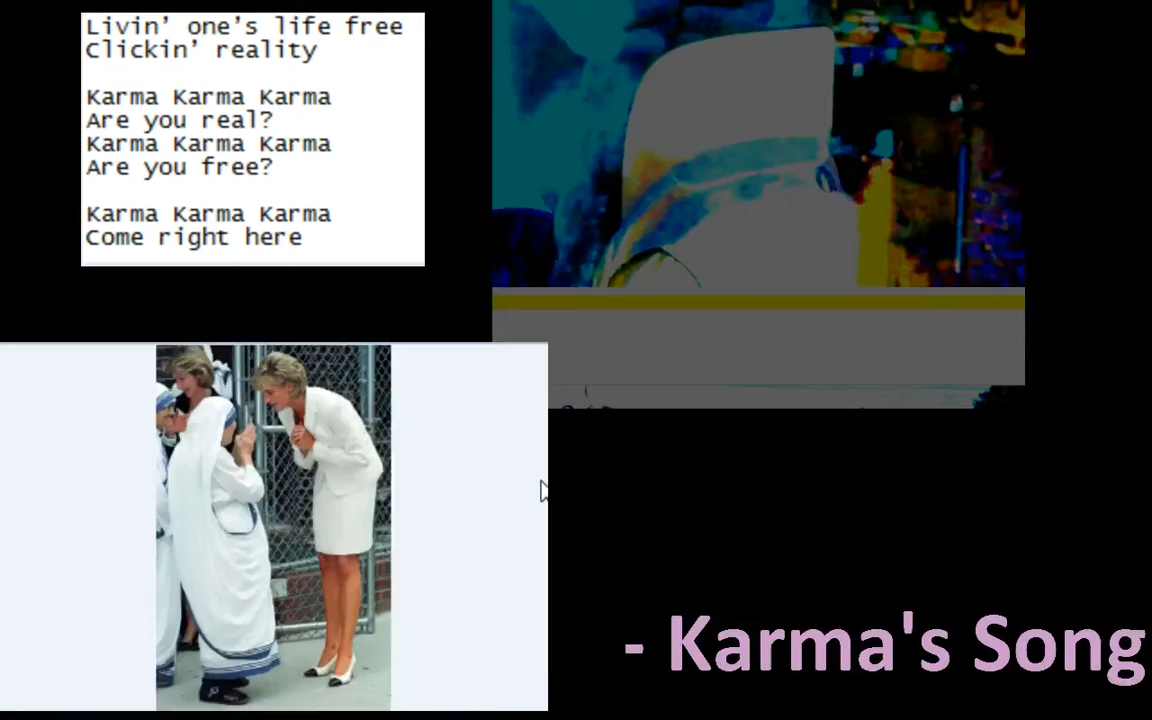 Livin’ one’s life free
Clickin’ reality
Karma Karma Karma
Are you real?
Karma Karma Karma
Are you free?
Karma Karma Karma
Come right here
- Karma's Song